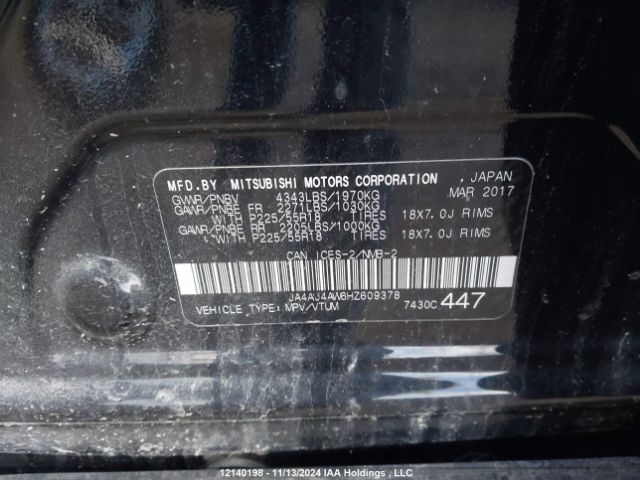 MFD.BY MITSUBISHI MOTORS CORPORATION , JAPAN
GVWR/PNBV 4343LBS/1970KG MAR 2017
GAWR/PNBE FR 2271LBS/1030KG
WITH P225/55R18 TIRES 18X7.0J RIMS
GAWR/PNBE RR 2205LBS/1000KG
WITH P225/55R18 TIRES 18X7.0J RIMS
CAN ICES-2/NMB-2
JA4AJ4AW6HZ609378
VEHICLE TYPE: MPV/VTUM 7430C 447
12140198 - 11/13/2024 IAA Holdings , LLC